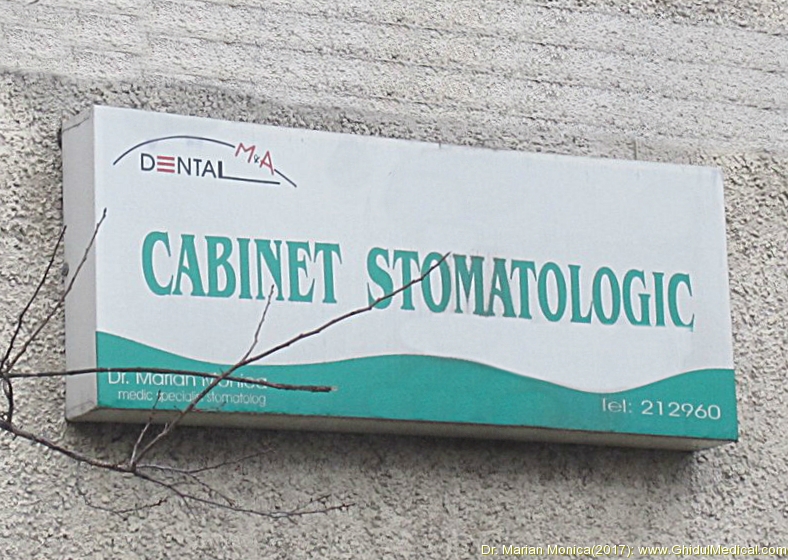 DENTAL M&A
CABINET STOMATOLOGIC
Dr. Marian Monica
medic specialist stomatolog
Tel: 212960
Dr. Marian Monica(2017): www.GhidulMedical.com